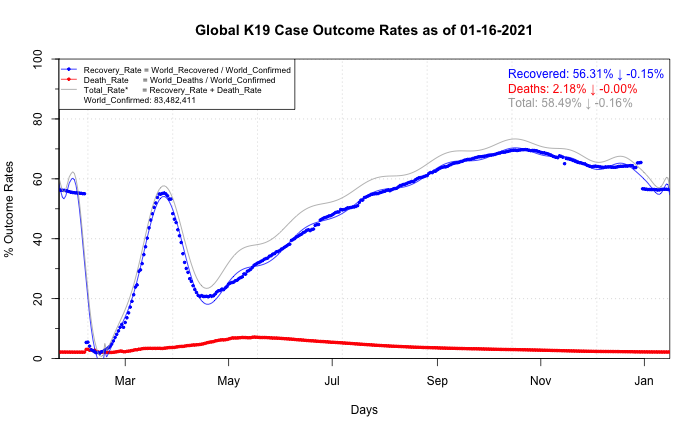 Global K19 Case Outcome Rates as of 01-16-2021
Recovery_Rate = World_Recovered / World_Confirmed
Death_Rate = World_Deaths / World_Confirmed
Total_Rate* = Recovery_Rate + Death_Rate
World_Confirmed: 83,482,411
Recovered: 56.31% ↓ -0.15%
Deaths: 2.18% ↓ -0.00%
Total: 58.49% ↓ -0.16%
% Outcome Rates
100
80
60
40
20
0
Mar May Jul Sep Nov Jan
Days